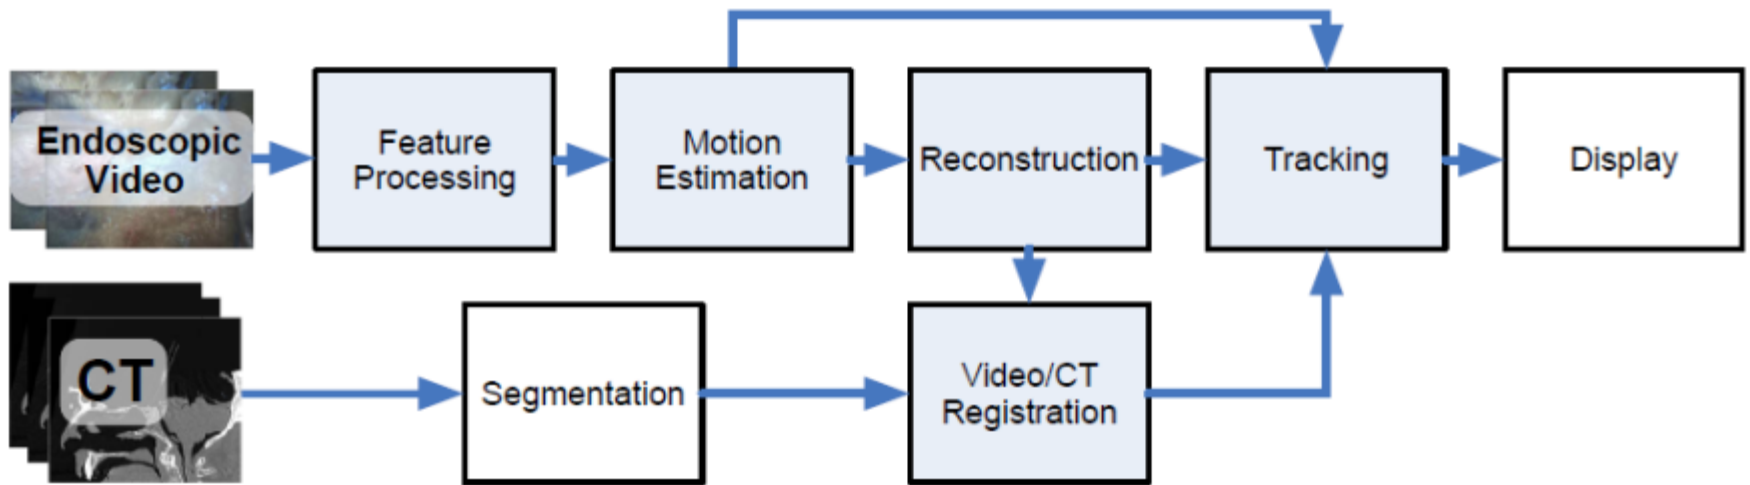 Endoscopic
Video
Feature
Processing
Motion
Estimation
Reconstruction
Tracking
Display
CT
Segmentation
Video/CT
Registration